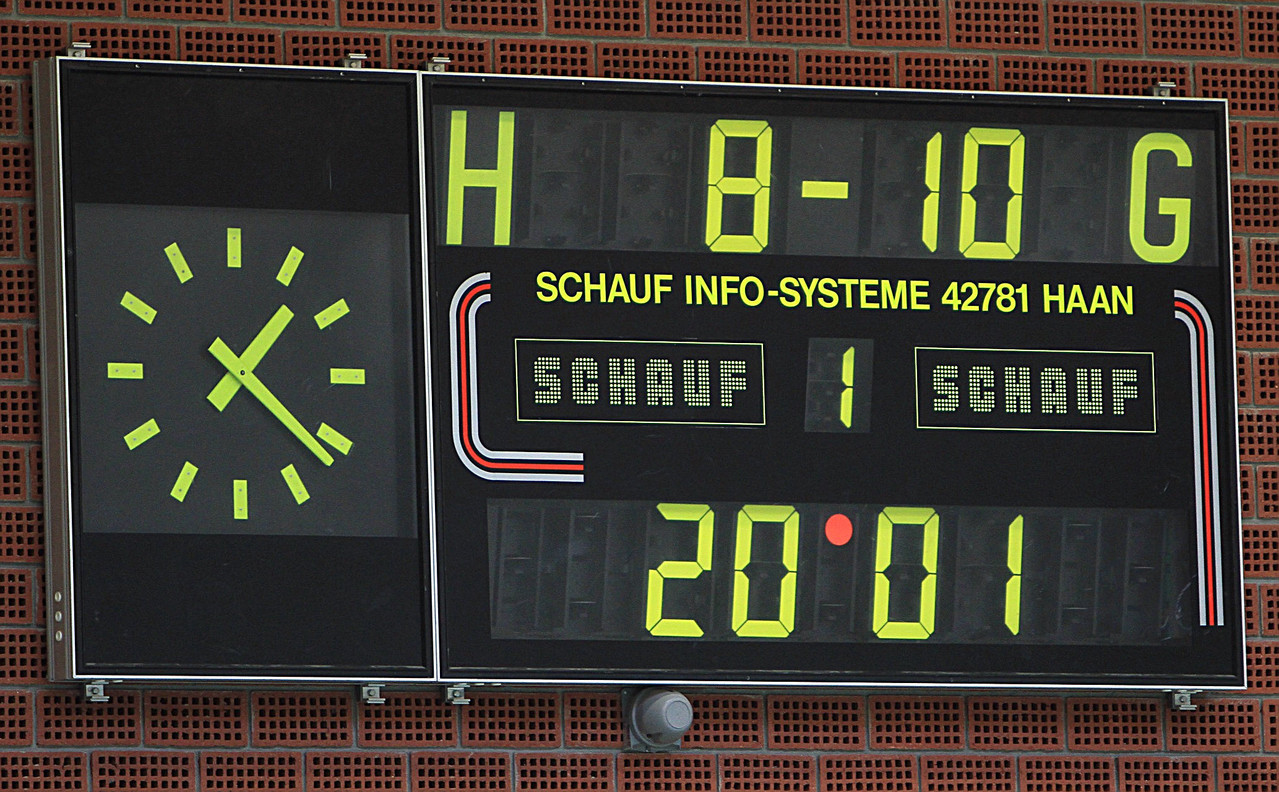 H 8-10 G
SCHAUF INFO-SYSTEME 42781 HAAN
SCHAUF 1 SCHAUF
20•01